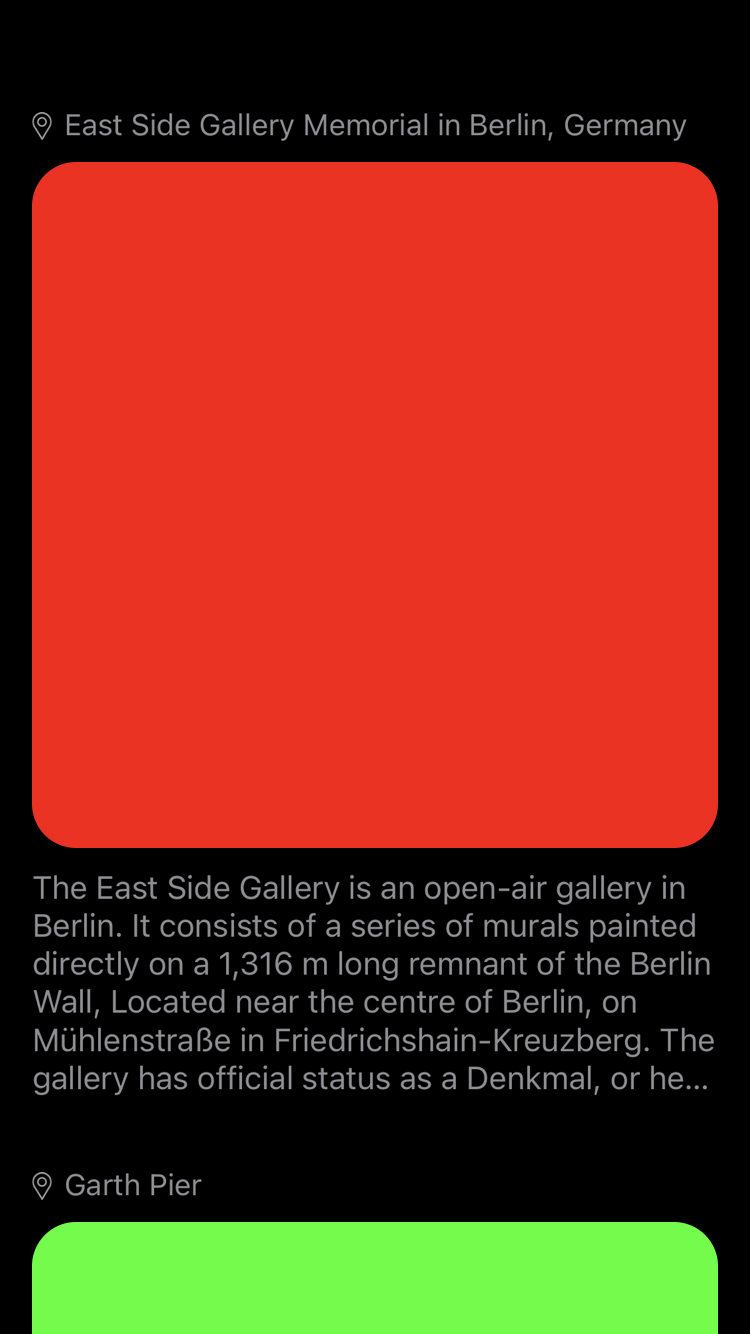 East Side Gallery Memorial in Berlin, Germany
The East Side Gallery is an open-air gallery in
Berlin. It consists of a series of murals painted
directly on a 1,316 m long remnant of the Berlin
Wall, Located near the centre of Berlin, on
Mühlenstraße in Friedrichshain-Kreuzberg. The
gallery has official status as a Denkmal, or he...
Garth Pier